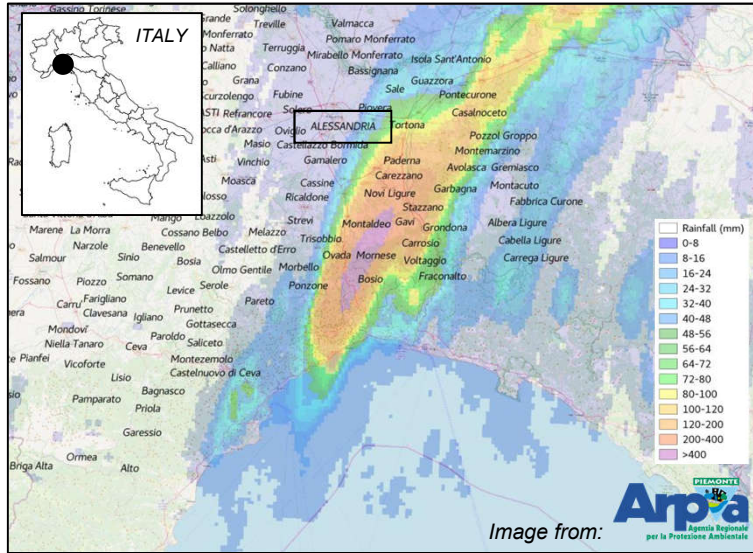 ITALY
Gassino Torinese
Solonghello
Grande
Treville
Valmacca
Monferrato
Pomaro Monferrato
o Natta
Terruggia
Mirabello Monferrato
Isola Sant'Antonio
Calliano
Conzano
Bassignana
Guazzora
Grana
Sale
curzolengo
Fubine
Pontecurone
Solero
Piovera
Casalnoceto
ASTI
Refrancore
ALESSANDRIA
Tortona
occa d'Arazzo
Oviglio
Pozzol Groppo
Masio
Castellazzo Bormida
Montemarzino
Asti
Vinchio
Gamalero
Paderna
Avolasca
Gremiasco
Moasca
Cassine
Carezzano
Montacuto
Ricaldone
Novi Ligure
Garbagna
Fabbrica Curone
Mango
Loazzolo
Strevi
Stazzano
Marene
La Morra
Cossano Belbo
Melazzo
Montaldeo
Gavi
Grondona
Albera Ligure
Narzole
Benevello
Trisobbio
Carrosio
Cabella Ligure
Salmour
Sinio
Bosia
Castelletto d'Erro
Ovada
Mornese
Voltaggio
Carrega Ligure
Fossano
Piozzo
Somano
Olmo Gentile
Morbello
Bosio
Fraconalto
Carru'
Farigliano
Levice
Serole
Ponzone
Clavesana
Igliano
Prunetto
Pareto
Mondovì
Gottasecca
Niella Tanaro
Paroldo
Saliceto
Pianfei
Vicoforte
Ceva
Montezemolo
Lisio
Castelnuovo di Ceva
Pamparato
Bagnasco
Priola
Garessio
Ormea
Briga Alta
Alto
Rainfall (mm)
0-8
8-16
16-24
24-32
32-40
40-48
48-56
56-64
64-72
72-80
80-100
100-120
120-200
200-400
>400
Image from:
PIEMONTE
Arpa
Agenzia Regionale
per la Protezione Ambientale